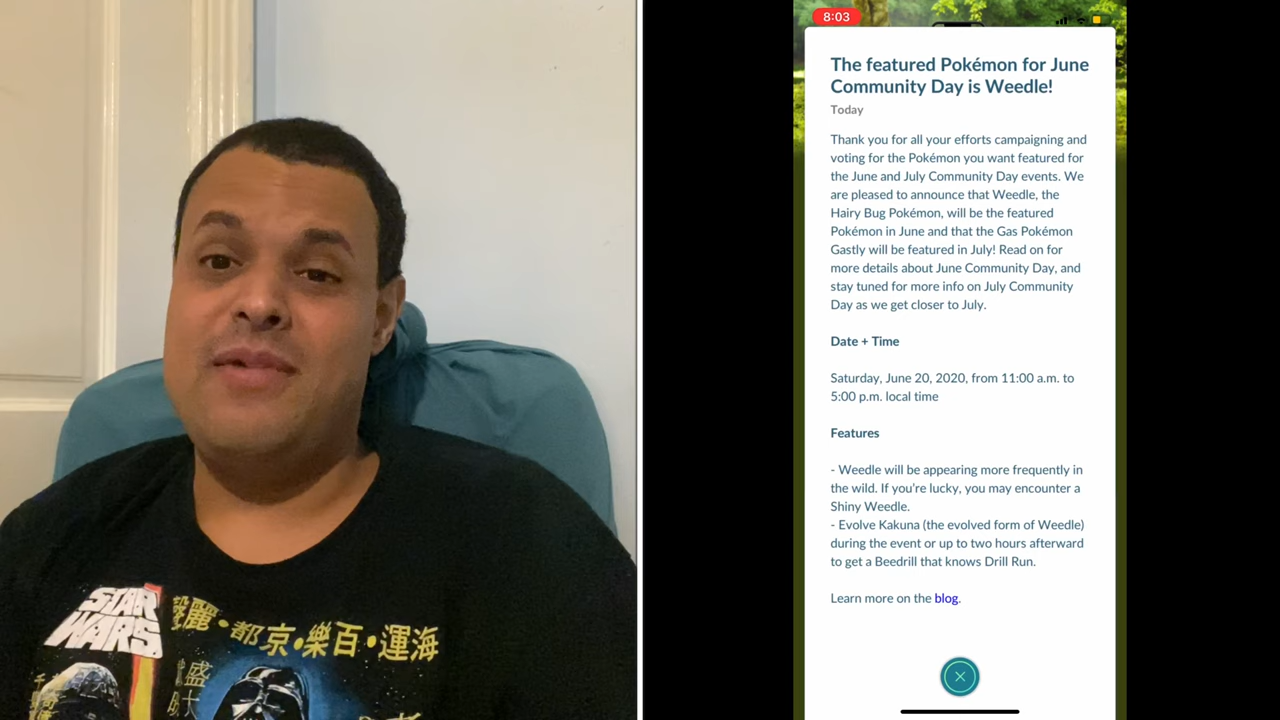 STAR
WARS
麗•都京•樂百•運海
盛
大
8:03
The featured Pokémon for June
Community Day is Weedle!
Today
Thank you for all your efforts campaigning and
voting for the Pokémon you want featured for
the June and July Community Day events. We
are pleased to announce that Weedle, the
Hairy Bug Pokémon, will be the featured
Pokémon in June and that the Gas Pokémon
Gastly will be featured in July! Read on for
more details about June Community Day, and
stay tuned for more info on July Community
Day as we get closer to July.
Date + Time
Saturday, June 20, 2020, from 11:00 a.m. to
5:00 p.m. local time
Features
- Weedle will be appearing more frequently in
the wild. If you're lucky, you may encounter a
Shiny Weedle.
- Evolve Kakuna (the evolved form of Weedle)
during the event or up to two hours afterward
to get a Beedrill that knows Drill Run.
Learn more on the blog.